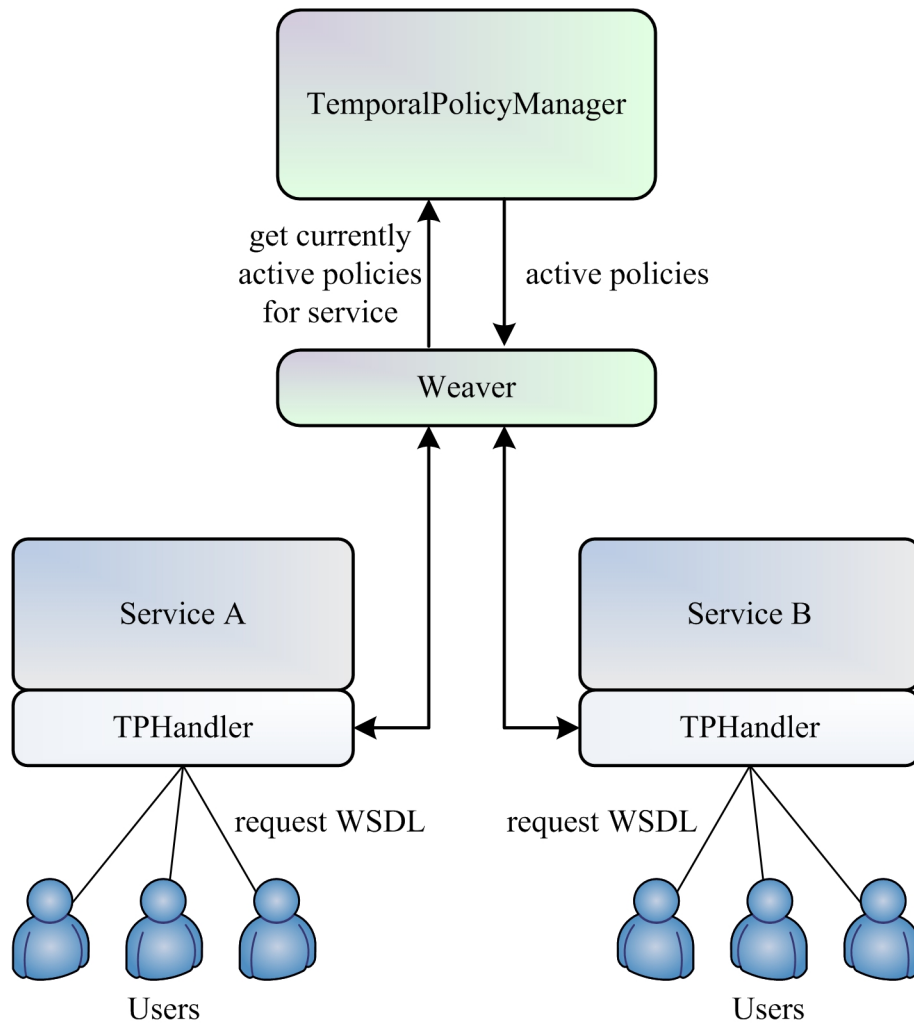 TemporalPolicyManager
get currently
active policies
for service
active policies
Weaver
Service A
Service B
TPHandler
TPHandler
request WSDL
request WSDL
Users
Users